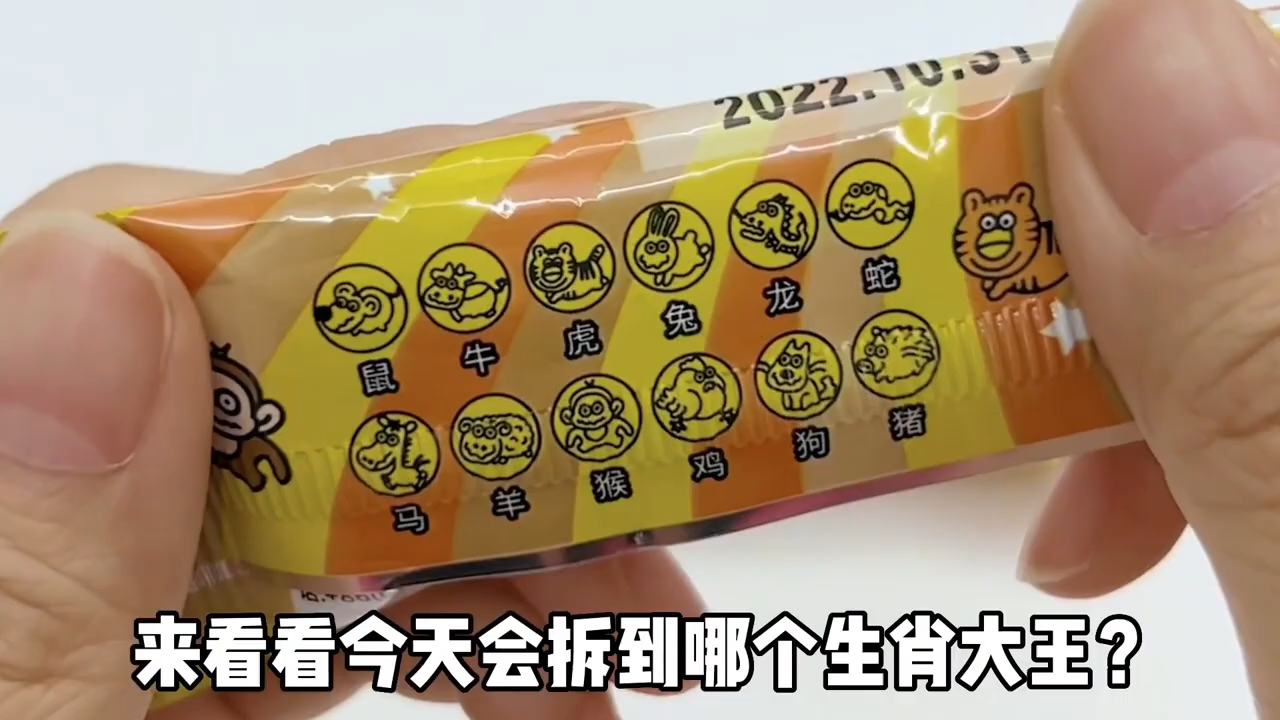 2022.10.31
鼠 牛 虎 兔 龙 蛇
马 羊 猴 鸡 狗 猪
来看看今天会拆到哪个生肖大王?